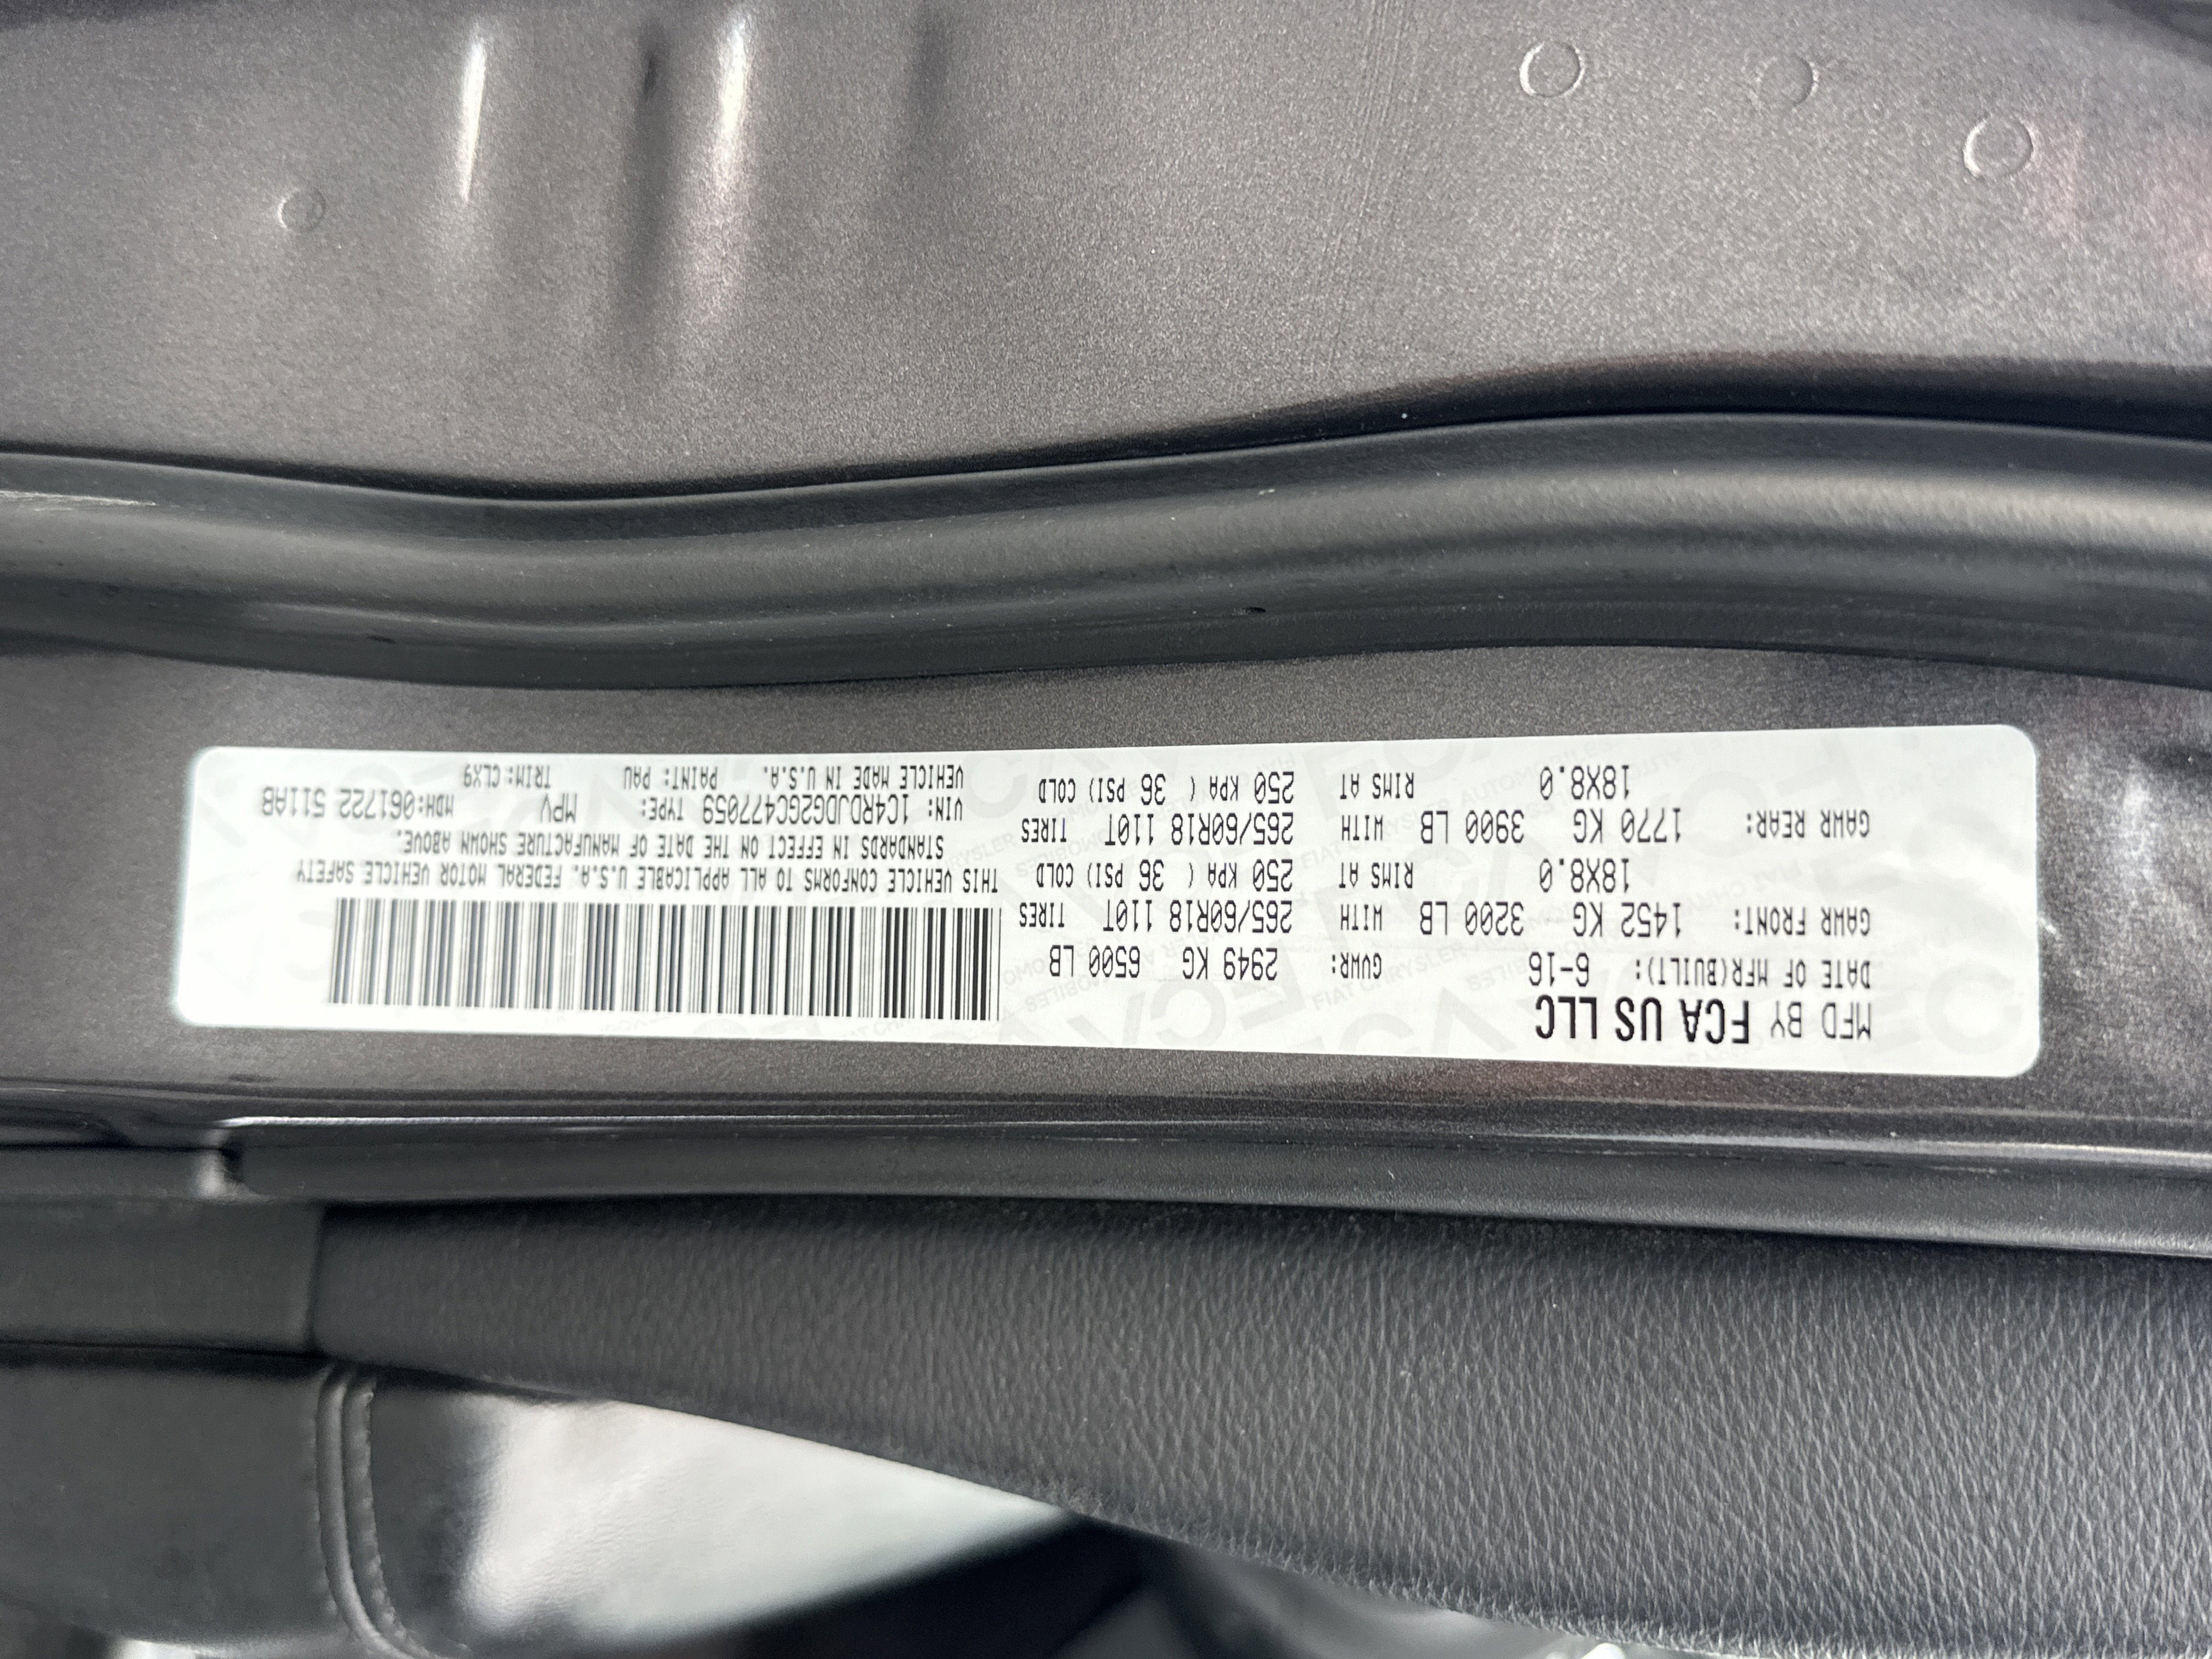 MFD BY FCA US LLC
DATE OF MFR(BUILT): 6-16 GVWR: 2949 KG 6500 LB
GAWR FRONT: 1452 KG 3200 LB WITH 265/60R18 110T TIRES
18X8.0 RIMS AT 250 KPA ( 36 PSI) COLD
GAWR REAR: 1770 KG 3900 LB WITH 265/60R18 110T TIRES
18X8.0 RIMS AT 250 KPA ( 36 PSI) COLD
THIS VEHICLE CONFORMS TO ALL APPLICABLE U.S.A. FEDERAL MOTOR VEHICLE SAFETY
STANDARDS IN EFFECT ON THE DATE OF MANUFACTURE SHOWN ABOVE.
VIN: 1C4RDJDG2GC477059 TYPE: MPV MDH:061722 511AB
VEHICLE MADE IN U.S.A. PAINT: PAU TRIM:CLX9